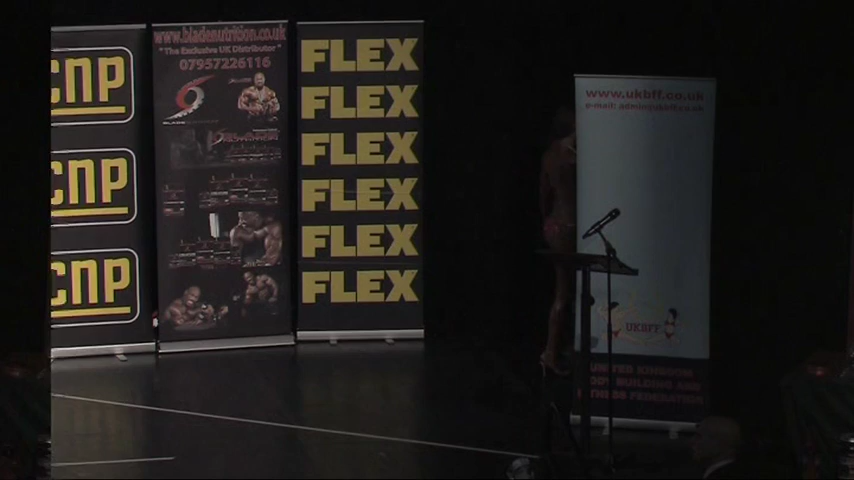 CNP
CNP
CNP
www.bladenutrition.co.uk
"The Exclusive UK Distributor"
07957226116
FLEX
FLEX
FLEX
FLEX
FLEX
FLEX
www.ukbff.co.uk
e-mail: admin@ukbff.co.uk
UKBFF
UNITED KINGDOM
BODY BUILDING AND
FITNESS FEDERATION